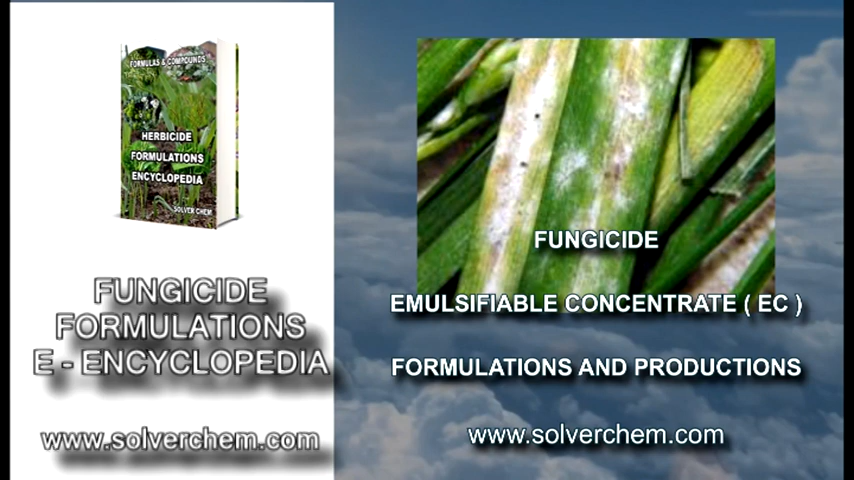 FORMULAS & COMPOUNDS
HERBICIDE
FORMULATIONS
ENCYCLOPEDIA
SOLVER CHEM
FUNGICIDE
FORMULATIONS
E - ENCYCLOPEDIA
www.solverchem.com
FUNGICIDE
EMULSIFIABLE CONCENTRATE ( EC )
FORMULATIONS AND PRODUCTIONS
www.solverchem.com